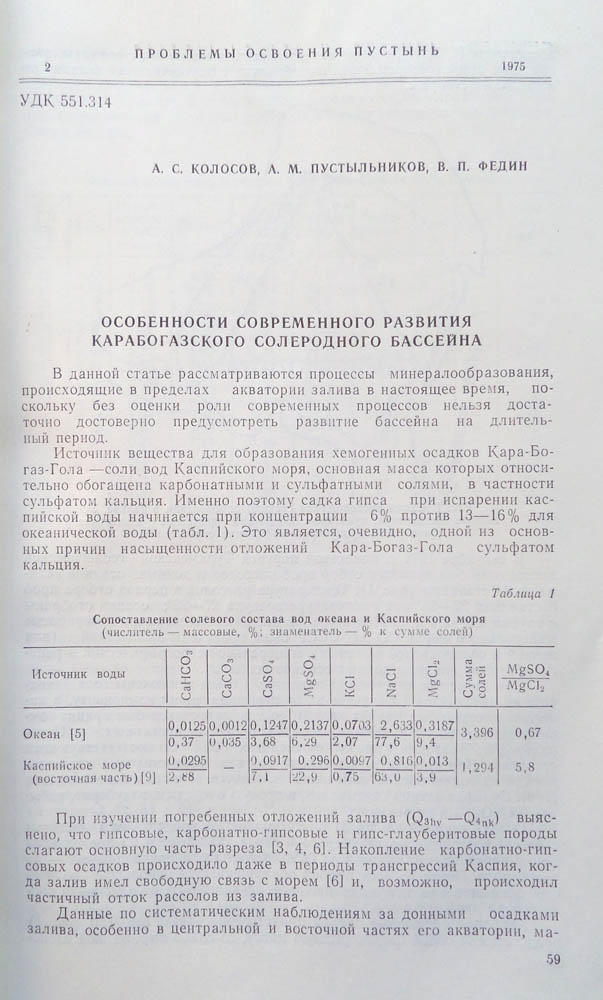 ПРОБЛЕМЫ ОСВОЕНИЯ ПУСТЫНЬ
2 1975
УДК 551.314
А. С. КОЛОСОВ, А. М. ПУСТЫЛЬНИКОВ, В. П. ФЕДИН
ОСОБЕННОСТИ СОВРЕМЕННОГО РАЗВИТИЯ
КАРАБОГАЗСКОГО СОЛЕРОДНОГО БАССЕЙНА
В данной статье рассматриваются процессы минералообразования,
происходящие в пределах акватории залива в настоящее время, по-
скольку без оценки роли современных процессов нельзя доста-
точно достоверно предусмотреть развитие бассейна на длитель-
ный период.
Источник вещества для образования хемогенных осадков Кара-Бо-
газ-Гола —соли вод Каспийского моря, основная масса которых относи-
тельно обогащена карбонатными и сульфатными солями, в частности
сульфатом кальция. Именно поэтому садка гипса при испарении кас-
пийской воды начинается при концентрации 6% против 13—16% для
океанической воды (табл. 1). Это является, очевидно, одной из основ-
ных причин насыщенности отложений Кара-Богаз-Гола сульфатом
кальция.
Таблица 1
Сопоставление солевого состава вод океана и Каспийского моря
(числитель — массовые, %; знаменатель — % к сумме солей)
Источник воды CaHCO3 CaCO3 CaSO4 MgSO4 KCl NaCl MgCl2 Сумма солей MgSO4 MgCl2
Океан [5] 0,0125 0,0012 0,1247 0,2137 0,0703 2,633 0,3187 3,396 0,67
0,37 0,035 3,68 6,29 2,07 77,6 9,4
Каспийское море 0,0295 — 0,0917 0,296 0,0097 0,816 0,013 1,294 5,8
(восточная часть) [9] 2,28 7,1 22,9 0,75 63,0 3,9
При изучении погребенных отложений залива (Q3hv —Q4nk) выяс-
нено, что гипсовые, карбонатно-гипсовые и гипс-глауберитовые породы
слагают основную часть разреза [3, 4, 6]. Накопление карбонатно-гип-
совых осадков происходило даже в периоды трансгрессий Каспия, ког-
да залив имел свободную связь с морем [6] и, возможно, происходил
частичный отток рассолов из залива.
Данные по систематическим наблюдениям за донными осадками
залива, особенно в центральной и восточной частях его акватории, ма-
59